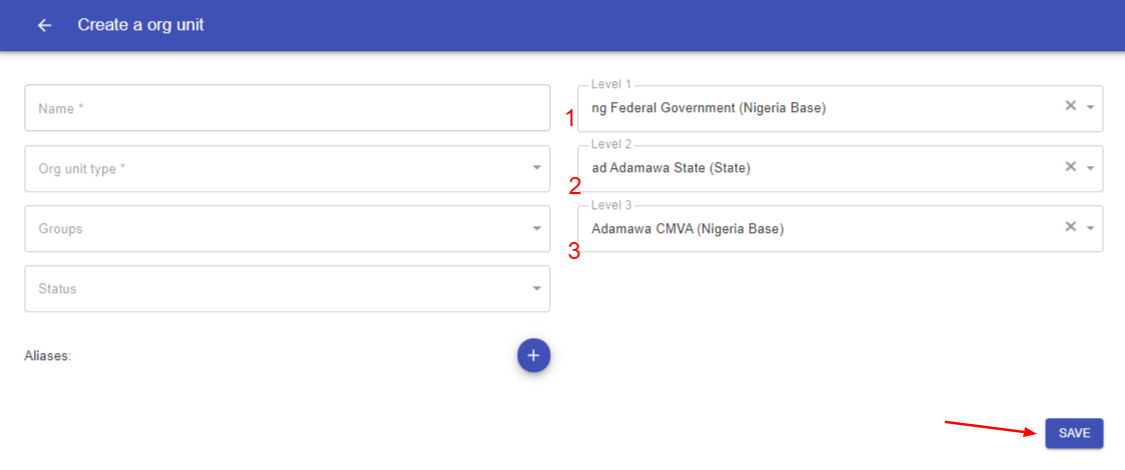 Create a org unit
Name *
Org unit type *
Groups
Status
Aliases:
+
Level 1
1
ng Federal Government (Nigeria Base)
Level 2
2
ad Adamawa State (State)
Level 3
3
Adamawa CMVA (Nigeria Base)
SAVE